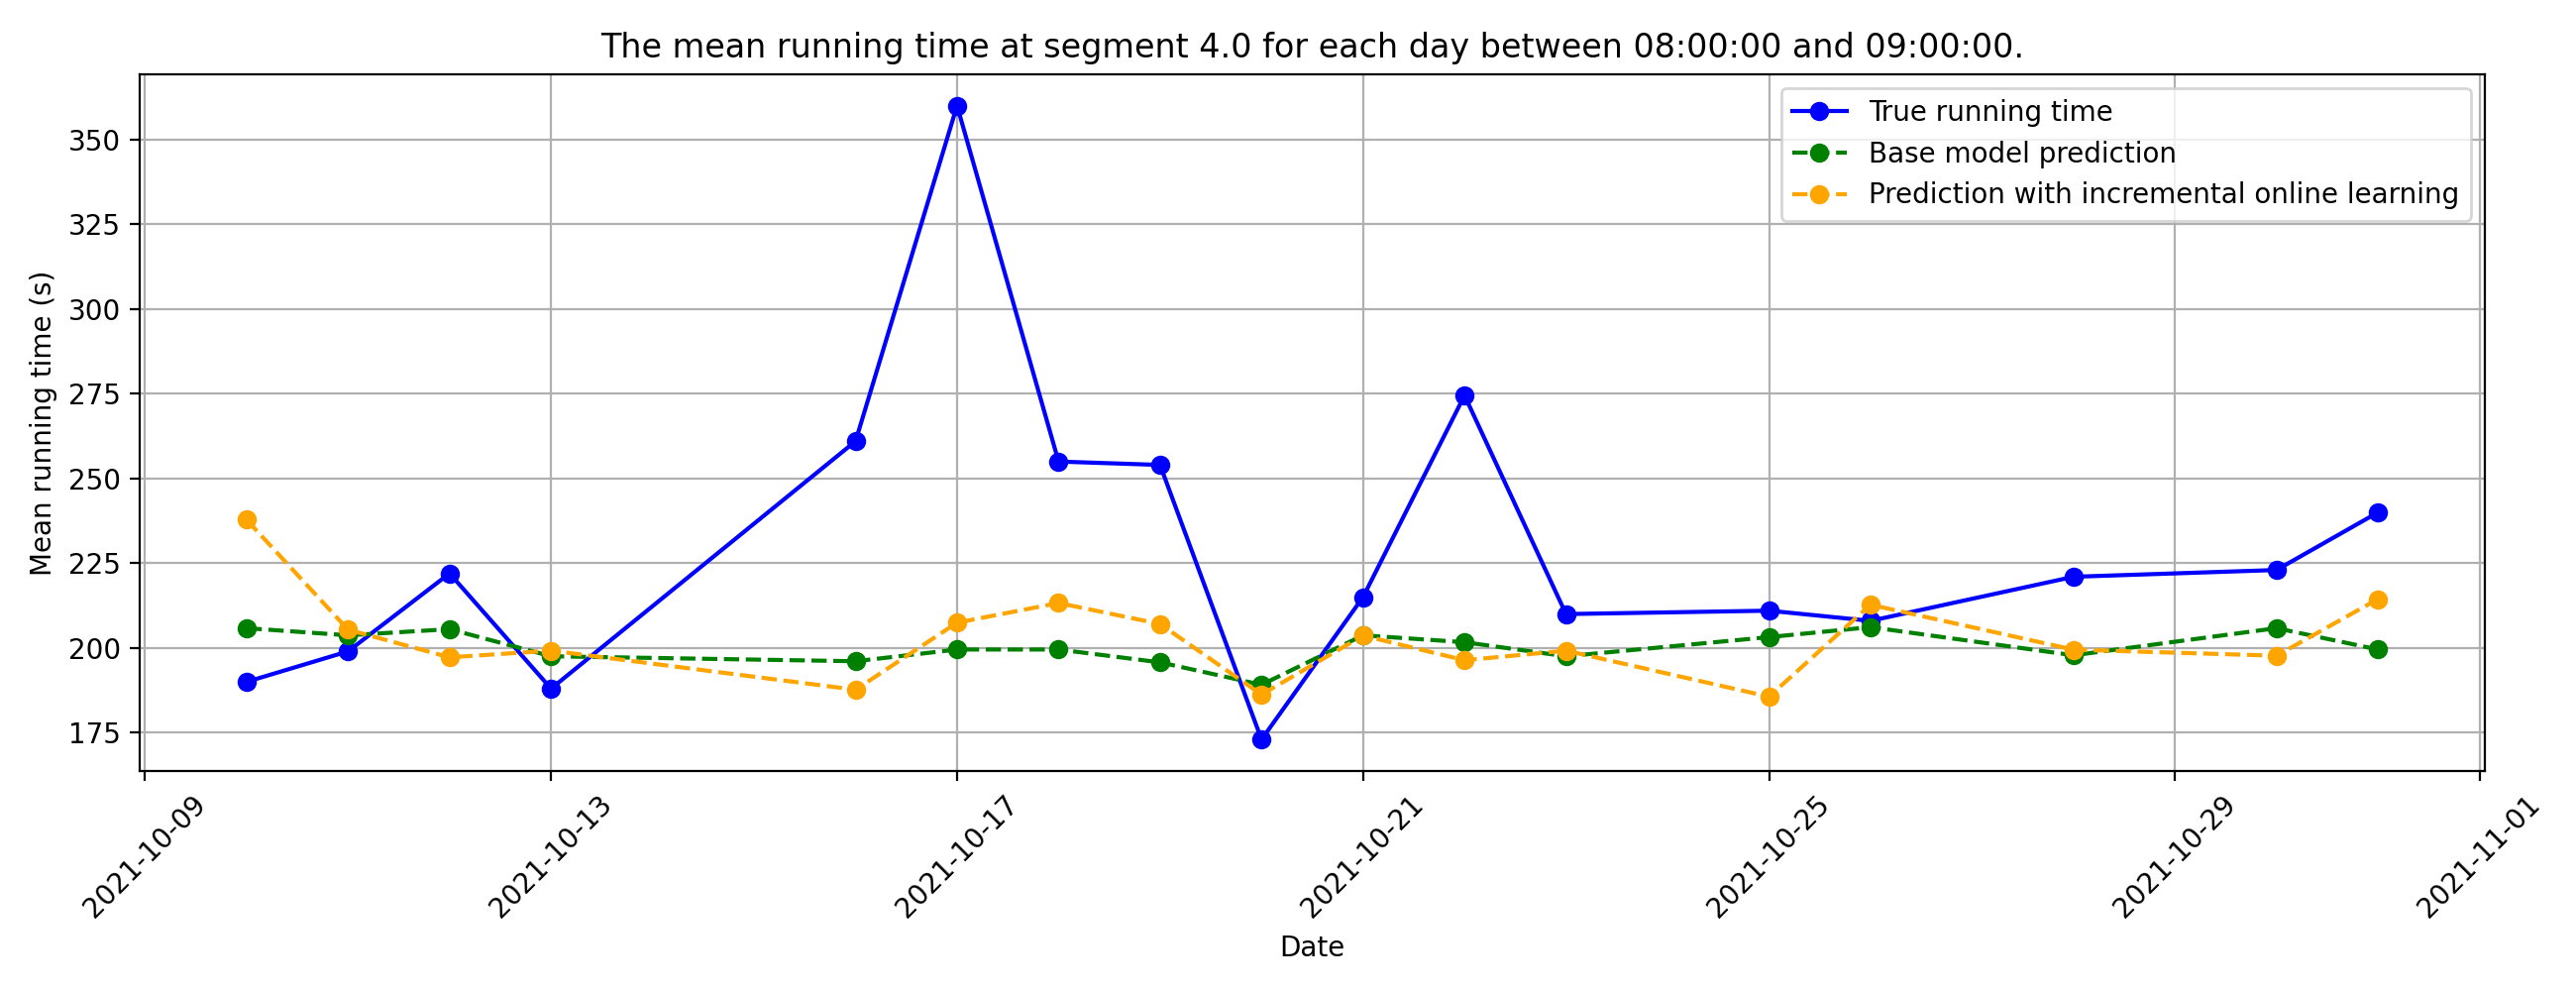 The mean running time at segment 4.0 for each day between 08:00:00 and 09:00:00.
True running time
Base model prediction
Prediction with incremental online learning
Mean running time (s)
350
325
300
275
250
225
200
175
2021-10-09
2021-10-13
2021-10-17
2021-10-21
2021-10-25
2021-10-29
2021-11-01
Date